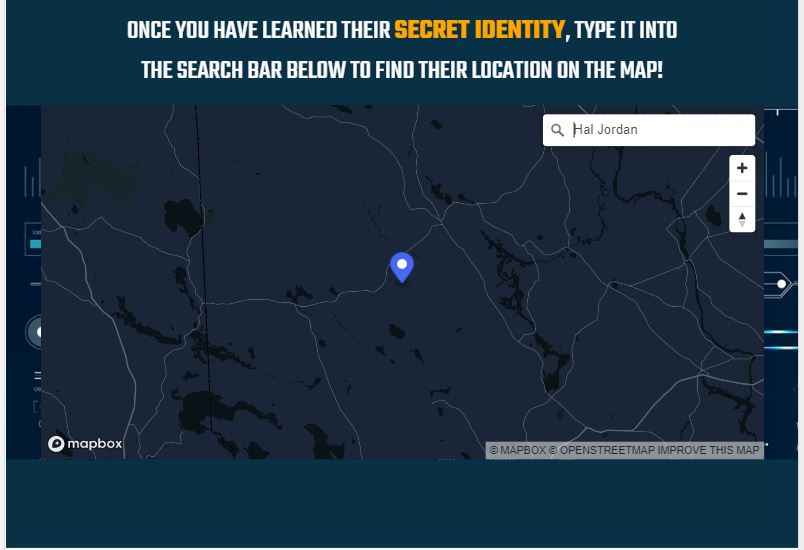 ONCE YOU HAVE LEARNED THEIR SECRET IDENTITY, TYPE IT INTO
THE SEARCH BAR BELOW TO FIND THEIR LOCATION ON THE MAP!
Hal Jordan
mapbox
© MAPBOX © OPENSTREETMAP IMPROVE THIS MAP